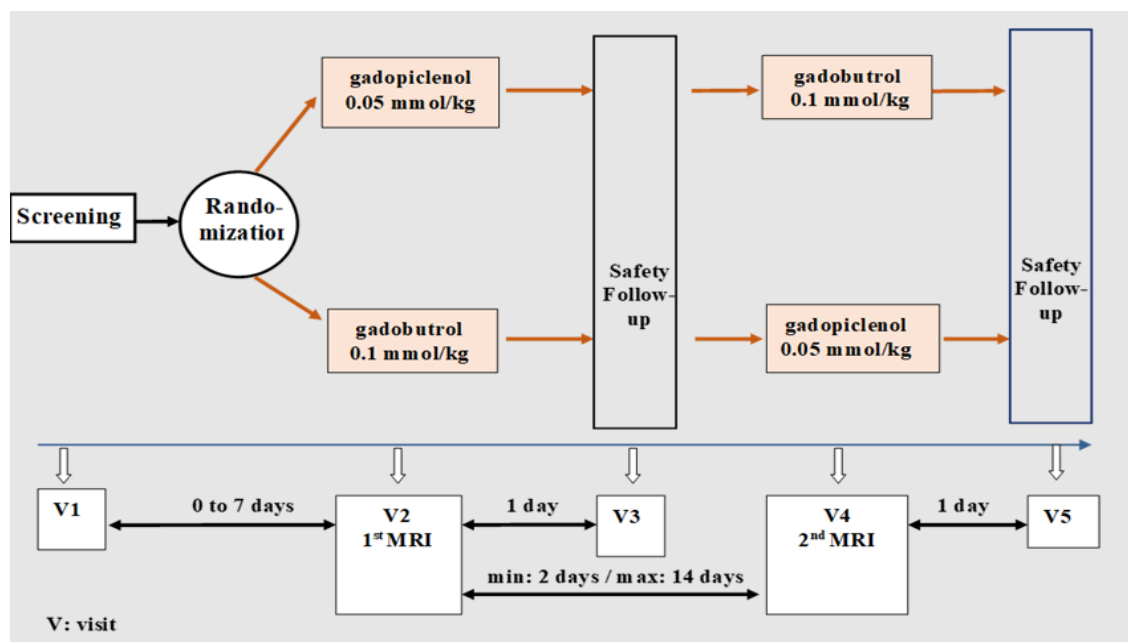 gadopiclenol
0.05 mmol/kg
gadobutrol
0.1 mmol/kg
Screening
Rando-
mization
Safety
Follow-
up
Safety
Follow-
up
gadobutrol
0.1 mmol/kg
gadopiclenol
0.05 mmol/kg
V1
0 to 7 days
V2
1st MRI
1 day
V3
V4
2nd MRI
1 day
V5
min: 2 days / max: 14 days
V: visit